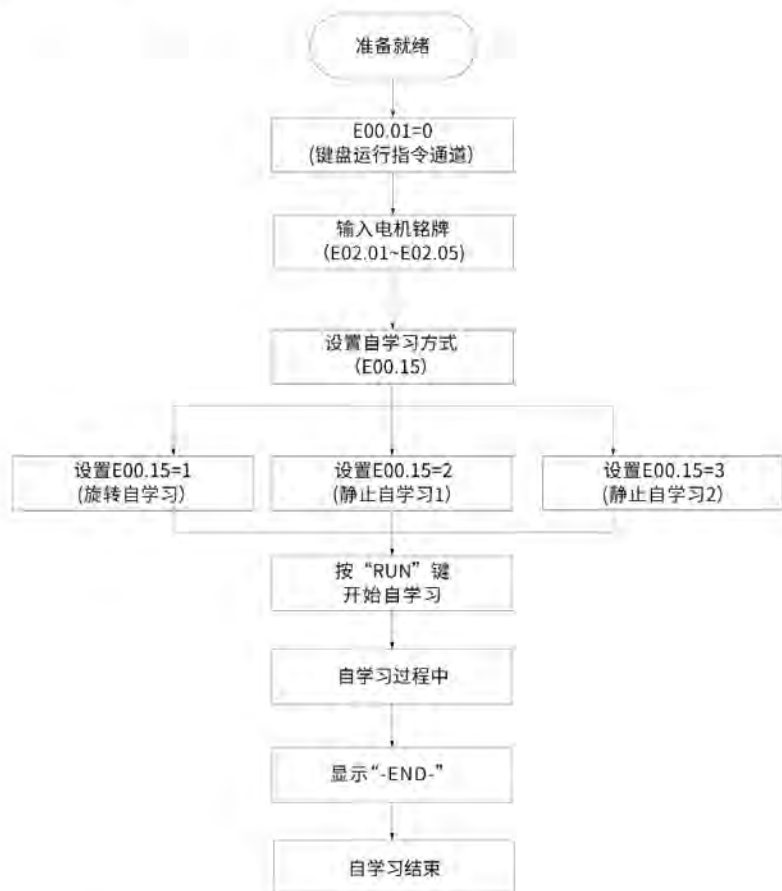 准备就绪
E00.01=0
(键盘运行指令通道)
输入电机铭牌
(E02.01~E02.05)
设置自学习方式
(E00.15)
设置E00.15=1
(旋转自学习)
设置E00.15=2
(静止自学习1)
设置E00.15=3
(静止自学习2)
按“RUN”键
开始自学习
自学习过程中
显示“-END-”
自学习结束